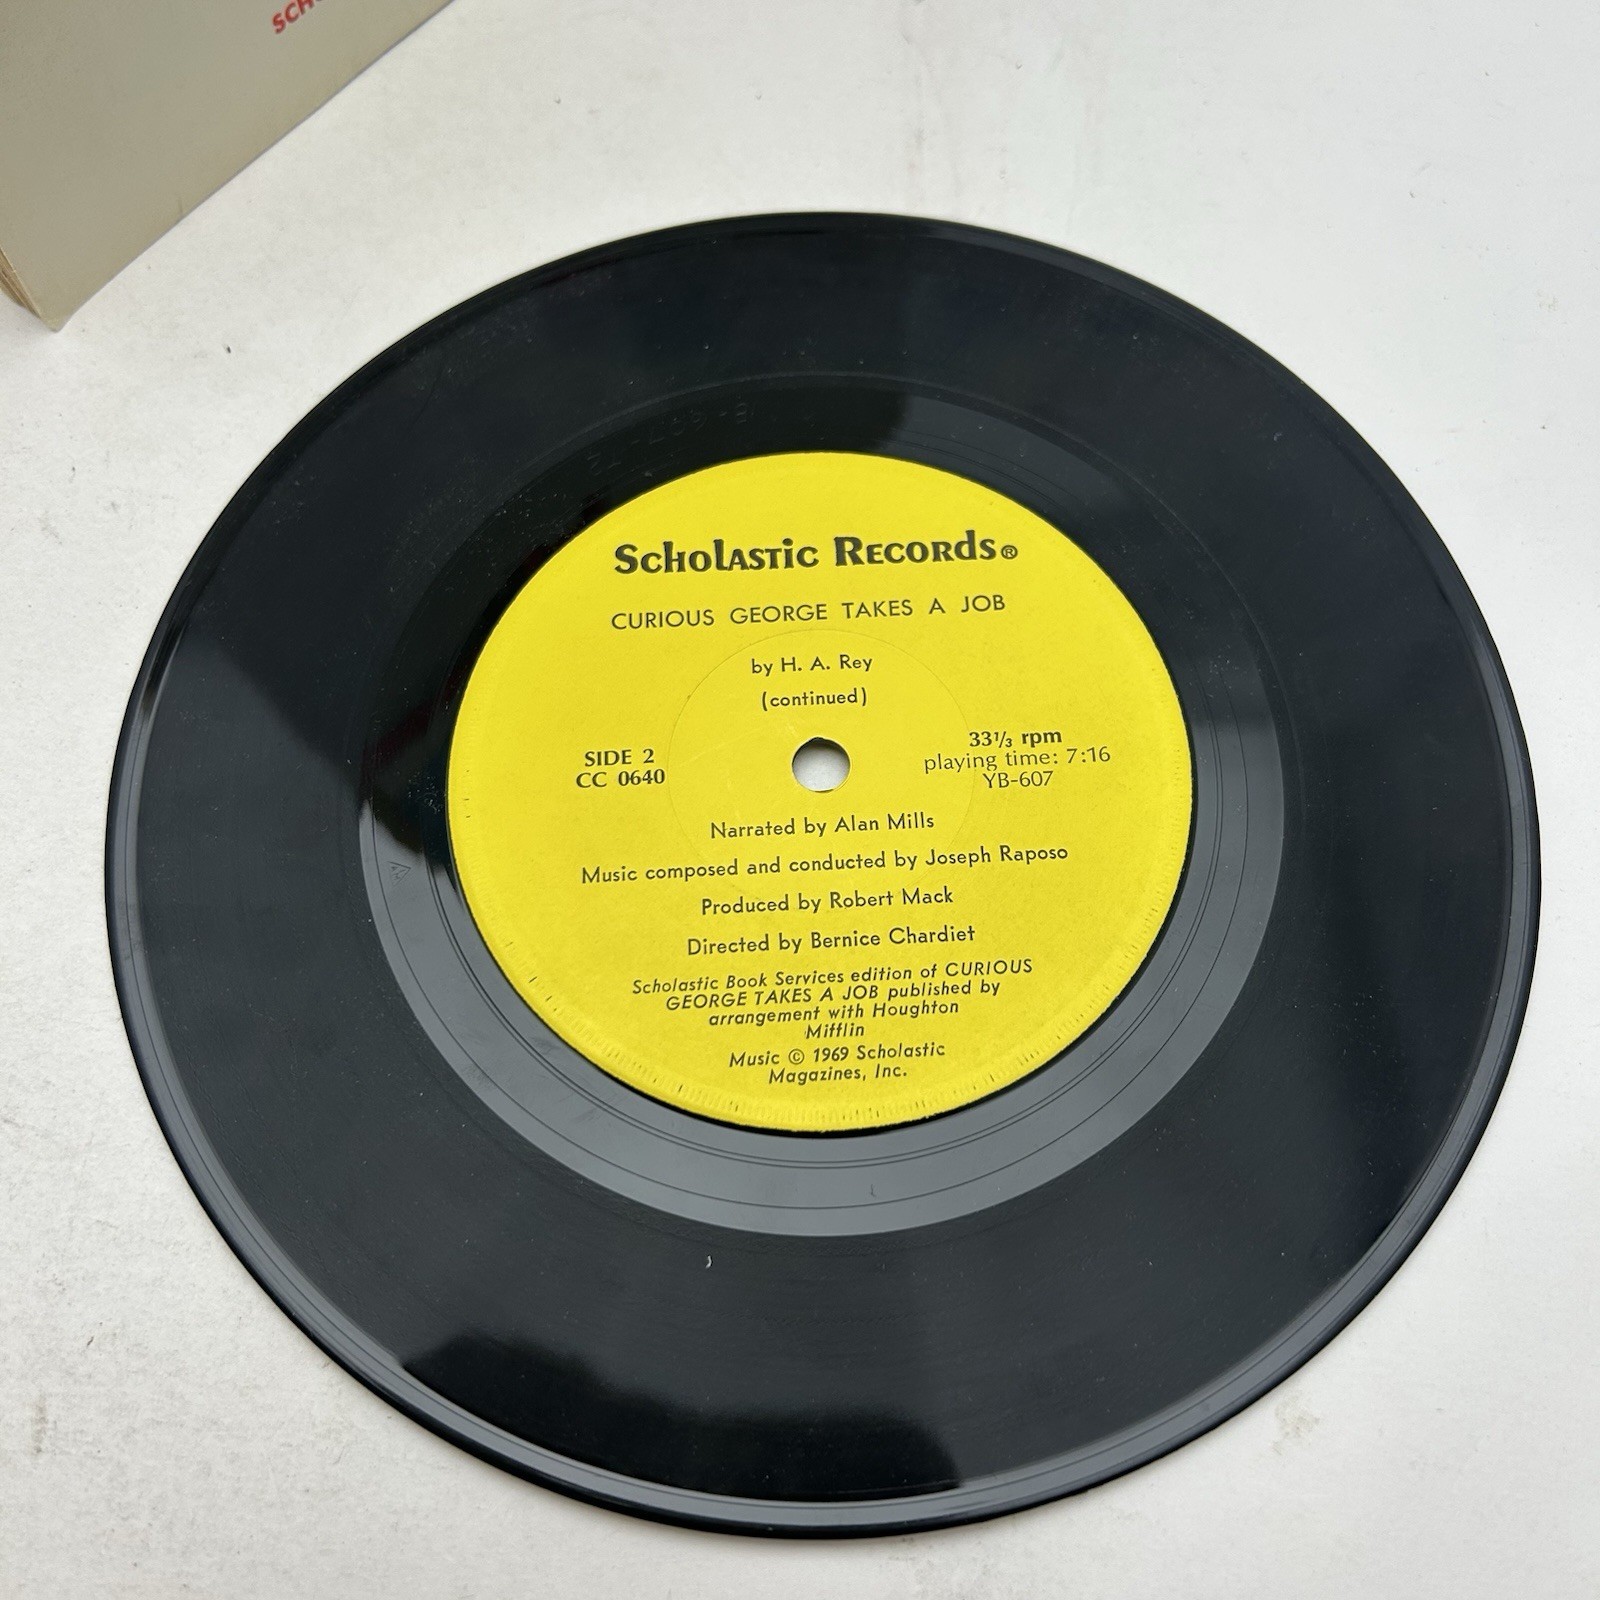 SCHO
Scholastic Records®
CURIOUS GEORGE TAKES A JOB
by H. A. Rey
(continued)
SIDE 2
CC 0640
33⅓ rpm
playing time: 7:16
YB-607
Narrated by Alan Mills
Music composed and conducted by Joseph Raposo
Produced by Robert Mack
Directed by Bernice Chardiet
Scholastic Book Services edition of CURIOUS
GEORGE TAKES A JOB published by
arrangement with Houghton
Mifflin
Music © 1969 Scholastic
Magazines, Inc.